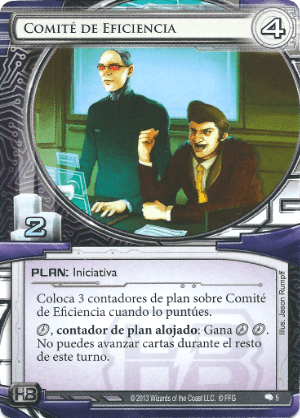 Comité de Eficiencia
4
2
PLAN: Iniciativa
Coloca 3 contadores de plan sobre Comité
de Eficiencia cuando lo puntúes.
, contador de plan alojado: Gana
No puedes avanzar cartas durante el resto
de este turno.
Illus. Jason Rumpff
HB
©2013 Wizards of the Coast LLC. © FFG
5